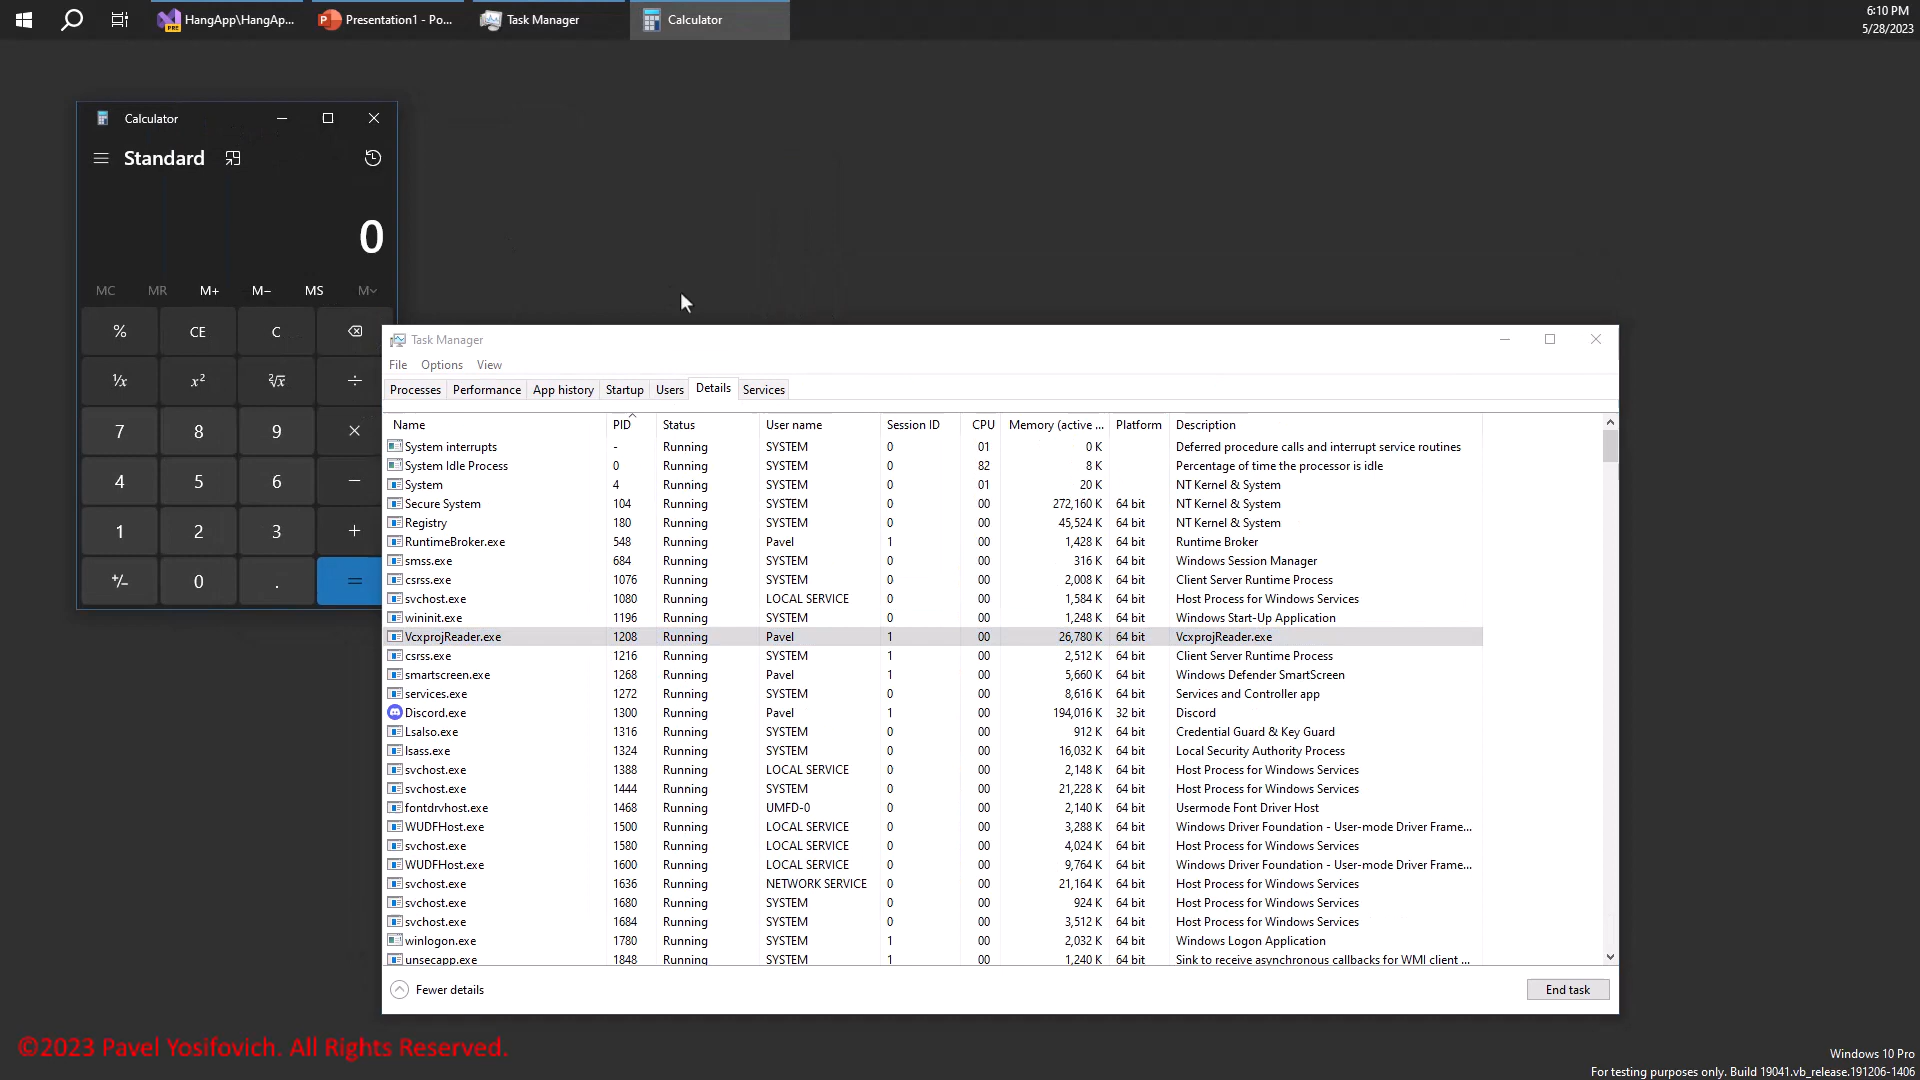 HangApp\HangAp... Presentation1 - Po... Task Manager Calculator
6:10 PM
5/28/2023
Calculator
Standard
0
MC MR M+ M− MS M
% CE C
¹/x x² ²√x ÷
7 8 9 ×
4 5 6 −
1 2 3 +
+/− 0 . =
Task Manager
File Options View
Processes Performance App history Startup Users Details Services
Name PID Status User name Session ID CPU Memory (active ... Platform Description
System interrupts - Running SYSTEM 0 01 0 K Deferred procedure calls and interrupt service routines
System Idle Process 0 Running SYSTEM 0 82 8 K Percentage of time the processor is idle
System 4 Running SYSTEM 0 01 20 K NT Kernel & System
Secure System 104 Running SYSTEM 0 00 272,160 K 64 bit NT Kernel & System
Registry 180 Running SYSTEM 0 00 45,524 K 64 bit NT Kernel & System
RuntimeBroker.exe 548 Running Pavel 1 00 1,428 K 64 bit Runtime Broker
smss.exe 684 Running SYSTEM 0 00 316 K 64 bit Windows Session Manager
csrss.exe 1076 Running SYSTEM 0 00 2,008 K 64 bit Client Server Runtime Process
svchost.exe 1080 Running LOCAL SERVICE 0 00 1,584 K 64 bit Host Process for Windows Services
wininit.exe 1196 Running SYSTEM 0 00 1,248 K 64 bit Windows Start-Up Application
VcxprojReader.exe 1208 Running Pavel 1 00 26,780 K 64 bit VcxprojReader.exe
csrss.exe 1216 Running SYSTEM 1 00 2,512 K 64 bit Client Server Runtime Process
smartscreen.exe 1268 Running Pavel 1 00 5,660 K 64 bit Windows Defender SmartScreen
services.exe 1272 Running SYSTEM 0 00 8,616 K 64 bit Services and Controller app
Discord.exe 1300 Running Pavel 1 00 194,016 K 32 bit Discord
LsaIso.exe 1316 Running SYSTEM 0 00 912 K 64 bit Credential Guard & Key Guard
lsass.exe 1324 Running SYSTEM 0 00 16,032 K 64 bit Local Security Authority Process
svchost.exe 1388 Running LOCAL SERVICE 0 00 2,148 K 64 bit Host Process for Windows Services
svchost.exe 1444 Running SYSTEM 0 00 21,228 K 64 bit Host Process for Windows Services
fontdrvhost.exe 1468 Running UMFD-0 0 00 2,140 K 64 bit Usermode Font Driver Host
WUDFHost.exe 1500 Running LOCAL SERVICE 0 00 3,288 K 64 bit Windows Driver Foundation - User-mode Driver Frame...
svchost.exe 1580 Running LOCAL SERVICE 0 00 4,024 K 64 bit Host Process for Windows Services
WUDFHost.exe 1600 Running LOCAL SERVICE 0 00 9,764 K 64 bit Windows Driver Foundation - User-mode Driver Frame...
svchost.exe 1636 Running NETWORK SERVICE 0 00 21,164 K 64 bit Host Process for Windows Services
svchost.exe 1680 Running SYSTEM 0 00 924 K 64 bit Host Process for Windows Services
svchost.exe 1684 Running SYSTEM 0 00 3,512 K 64 bit Host Process for Windows Services
winlogon.exe 1780 Running SYSTEM 1 00 2,032 K 64 bit Windows Logon Application
unsecapp.exe 1848 Running SYSTEM 1 00 1,240 K 64 bit Sink to receive asynchronous callbacks for WMI client ...
Fewer details End task
©2023 Pavel Yosifovich. All Rights Reserved.
Windows 10 Pro
For testing purposes only. Build 19041.vb_release.191206-1406